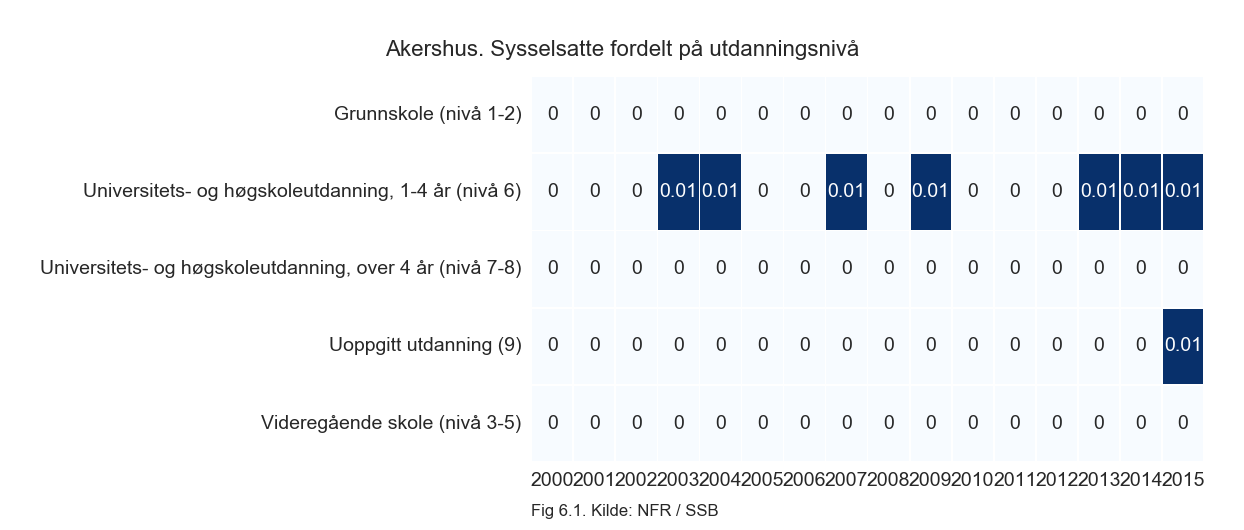 Akershus. Sysselsatte fordelt på utdanningsnivå
Grunnskole (nivå 1-2) 0 0 0 0 0 0 0 0 0 0 0 0 0 0 0 0
Universitets- og høgskoleutdanning, 1-4 år (nivå 6) 0 0 0 0.01 0.01 0 0 0.01 0 0.01 0 0 0 0.01 0.01 0.01
Universitets- og høgskoleutdanning, over 4 år (nivå 7-8) 0 0 0 0 0 0 0 0 0 0 0 0 0 0 0 0
Uoppgitt utdanning (9) 0 0 0 0 0 0 0 0 0 0 0 0 0 0 0 0.01
Videregående skole (nivå 3-5) 0 0 0 0 0 0 0 0 0 0 0 0 0 0 0 0
2000 2001 2002 2003 2004 2005 2006 2007 2008 2009 2010 2011 2012 2013 2014 2015
Fig 6.1. Kilde: NFR / SSB